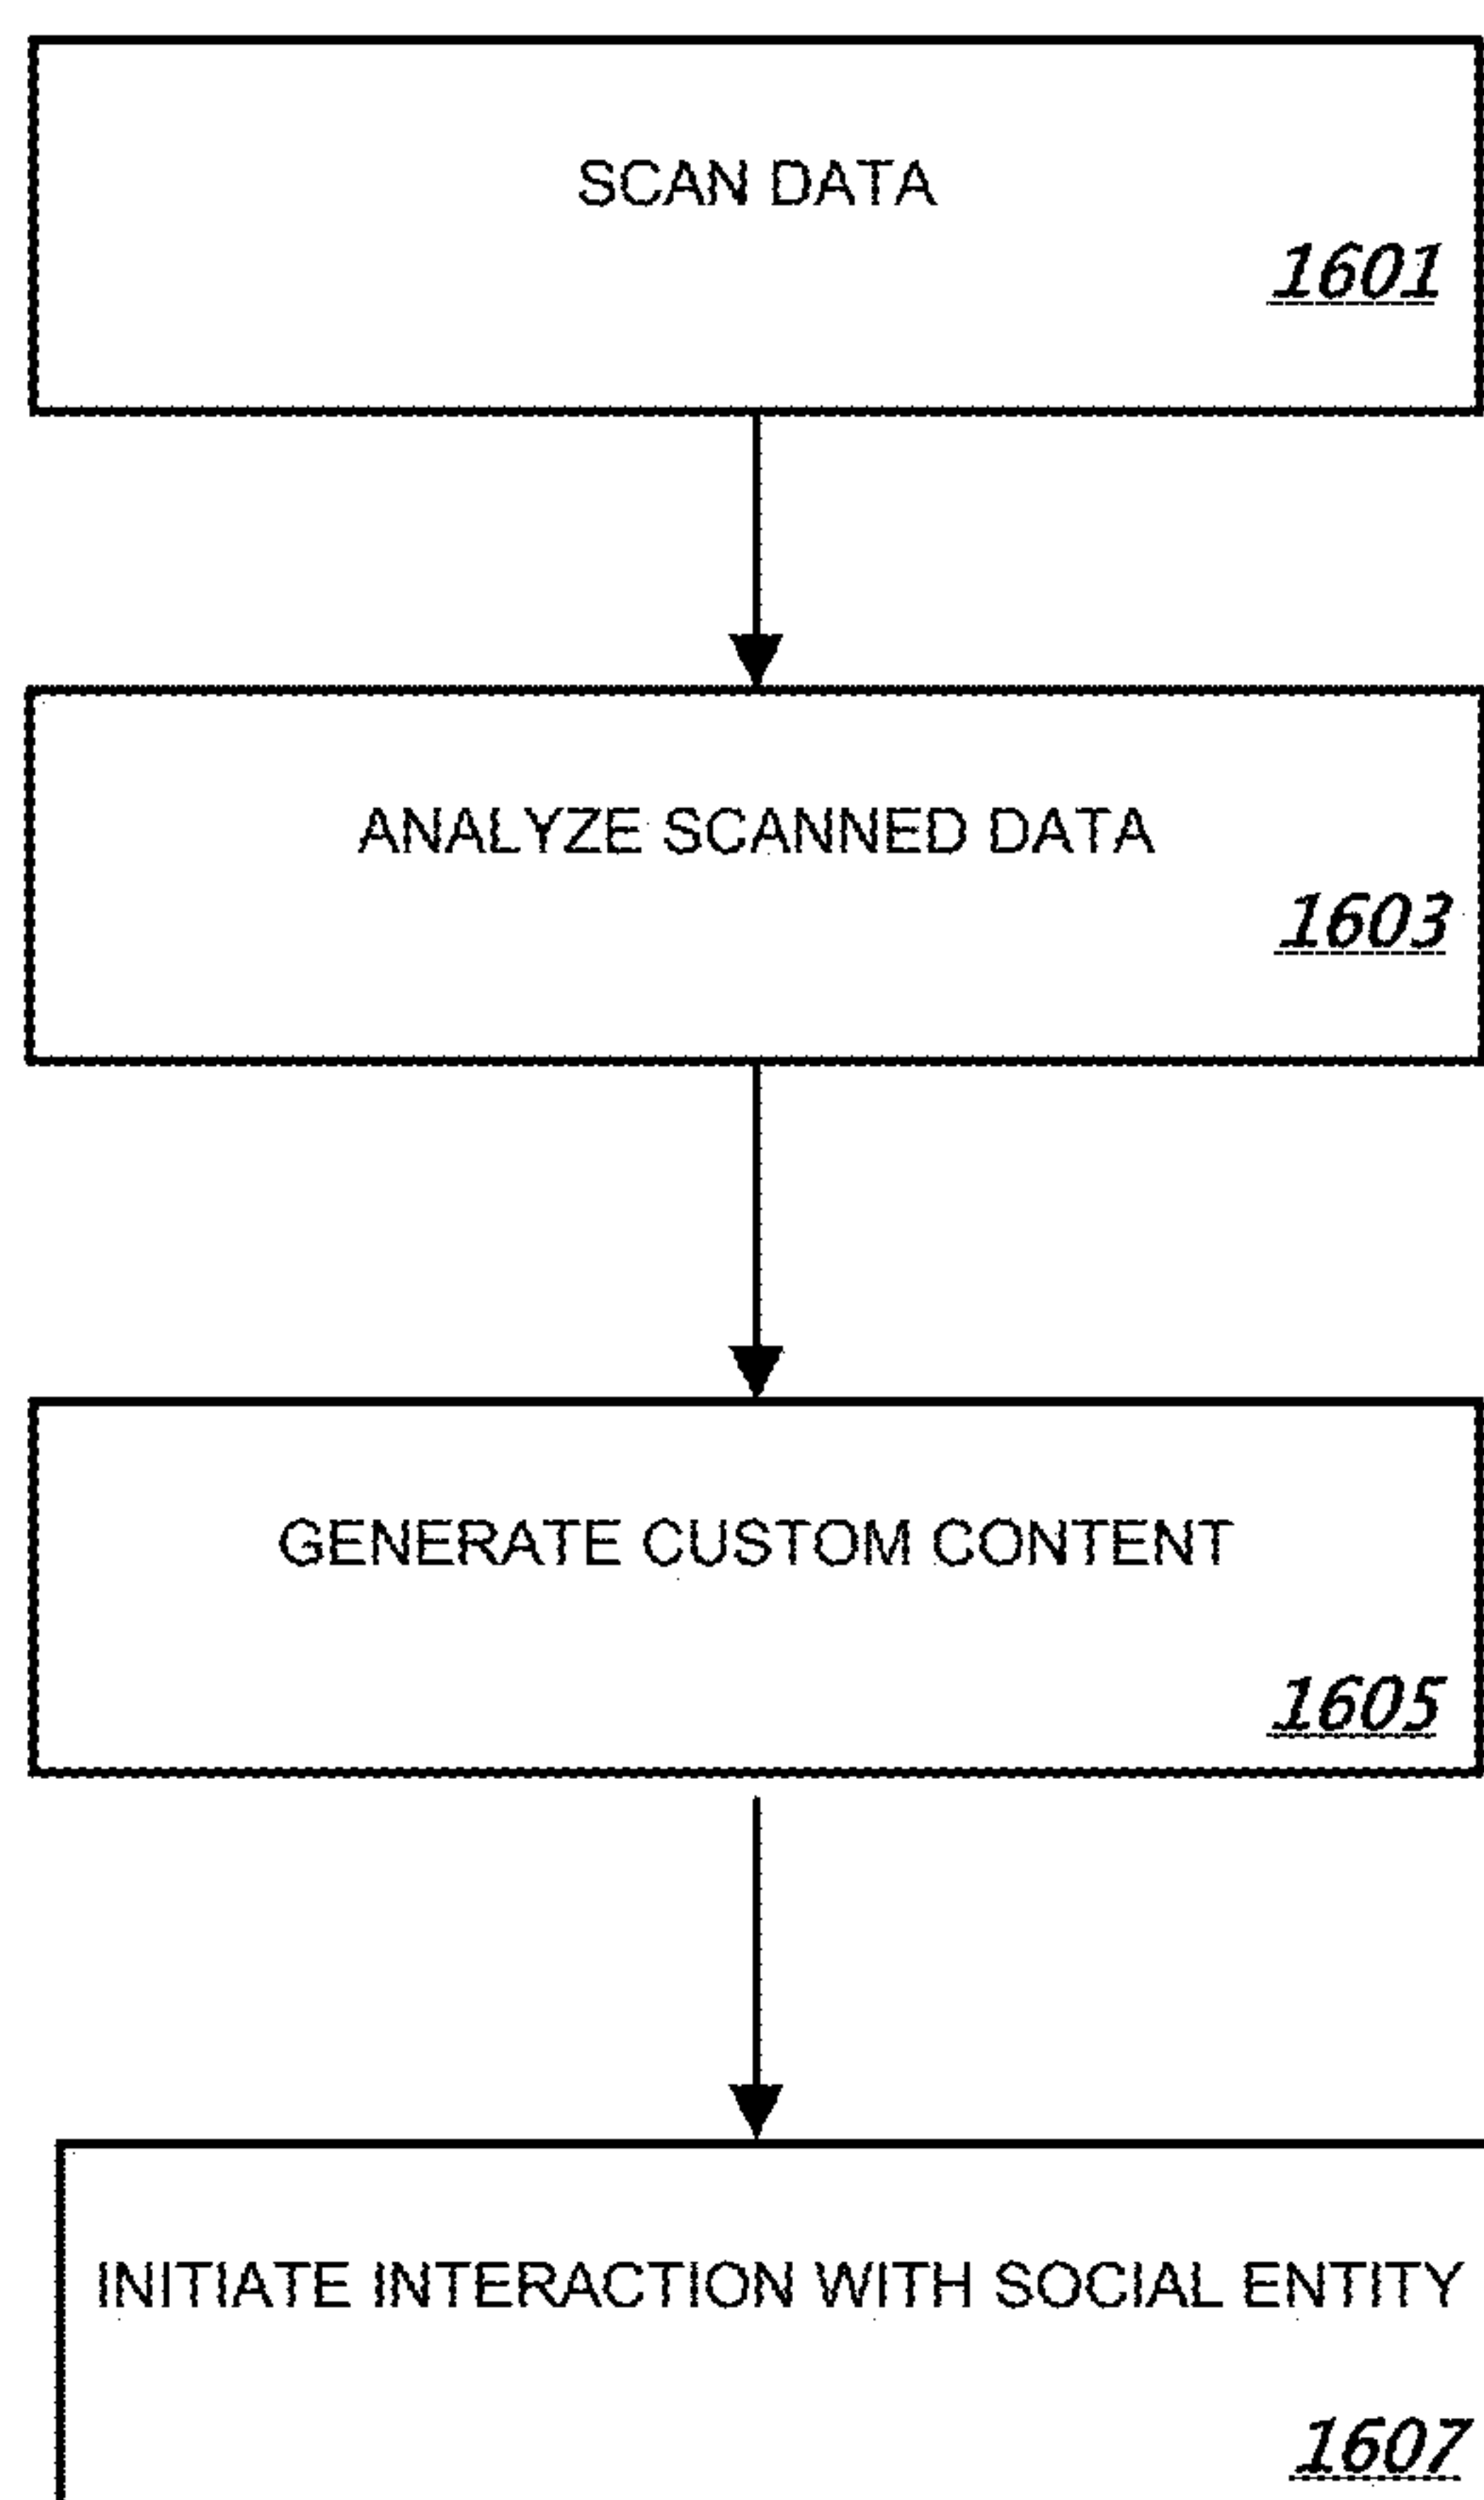 SCAN DATA
1601
ANALYZE SCANNED DATA
1603
GENERATE CUSTOM CONTENT
1605
INITIATE INTERACTION WITH SOCIAL ENTITY
1607